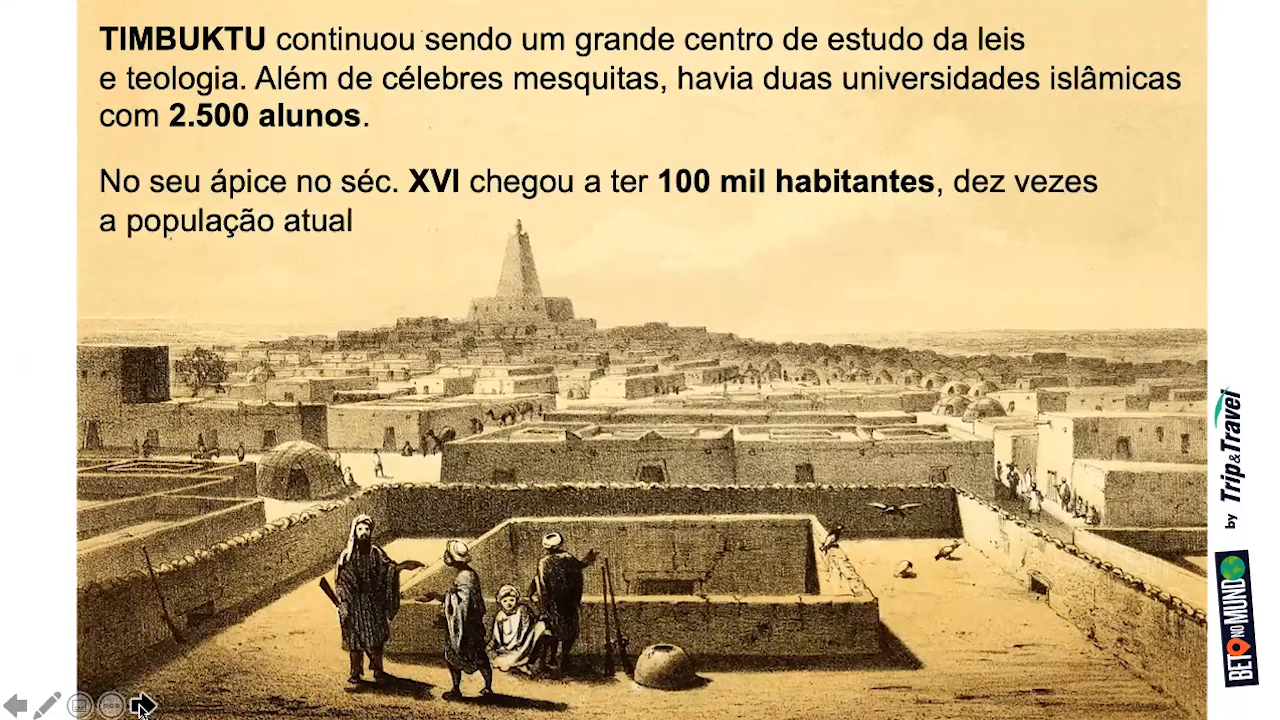 TIMBUKTU continuou sendo um grande centro de estudo da leis
e teologia. Além de célebres mesquitas, havia duas universidades islâmicas
com 2.500 alunos.
No seu ápice no séc. XVI chegou a ter 100 mil habitantes, dez vezes
a população atual
by Trip&Travel
BETO NO MUNDO